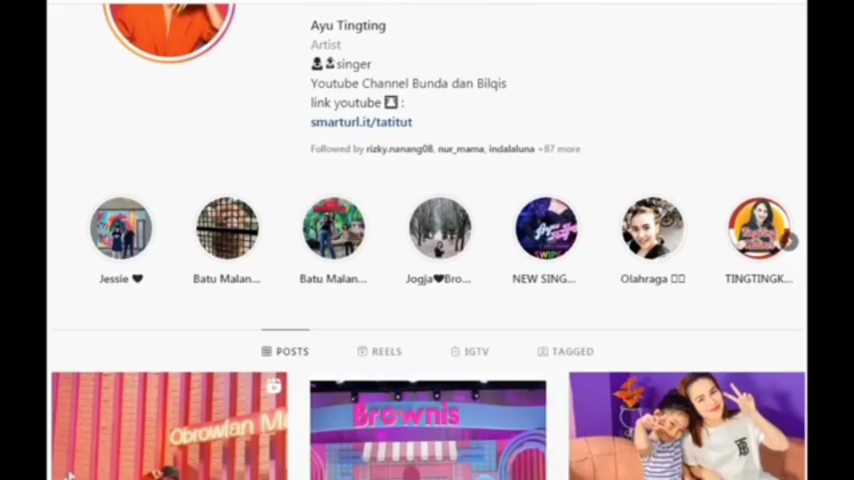 Ayu Tingting
Artist
singer
Youtube Channel Bunda dan Bilqis
link youtube :
smarturl.it/tatitut
Followed by rizky.nanang08, nur_mama, indalaluna +87 more
Jessie
Batu Malan...
Batu Malan...
Jogja Bro...
NEW SING...
Olahraga
TINGTINGK...
POSTS
REELS
IGTV
TAGGED
Obrowlan
Brownis